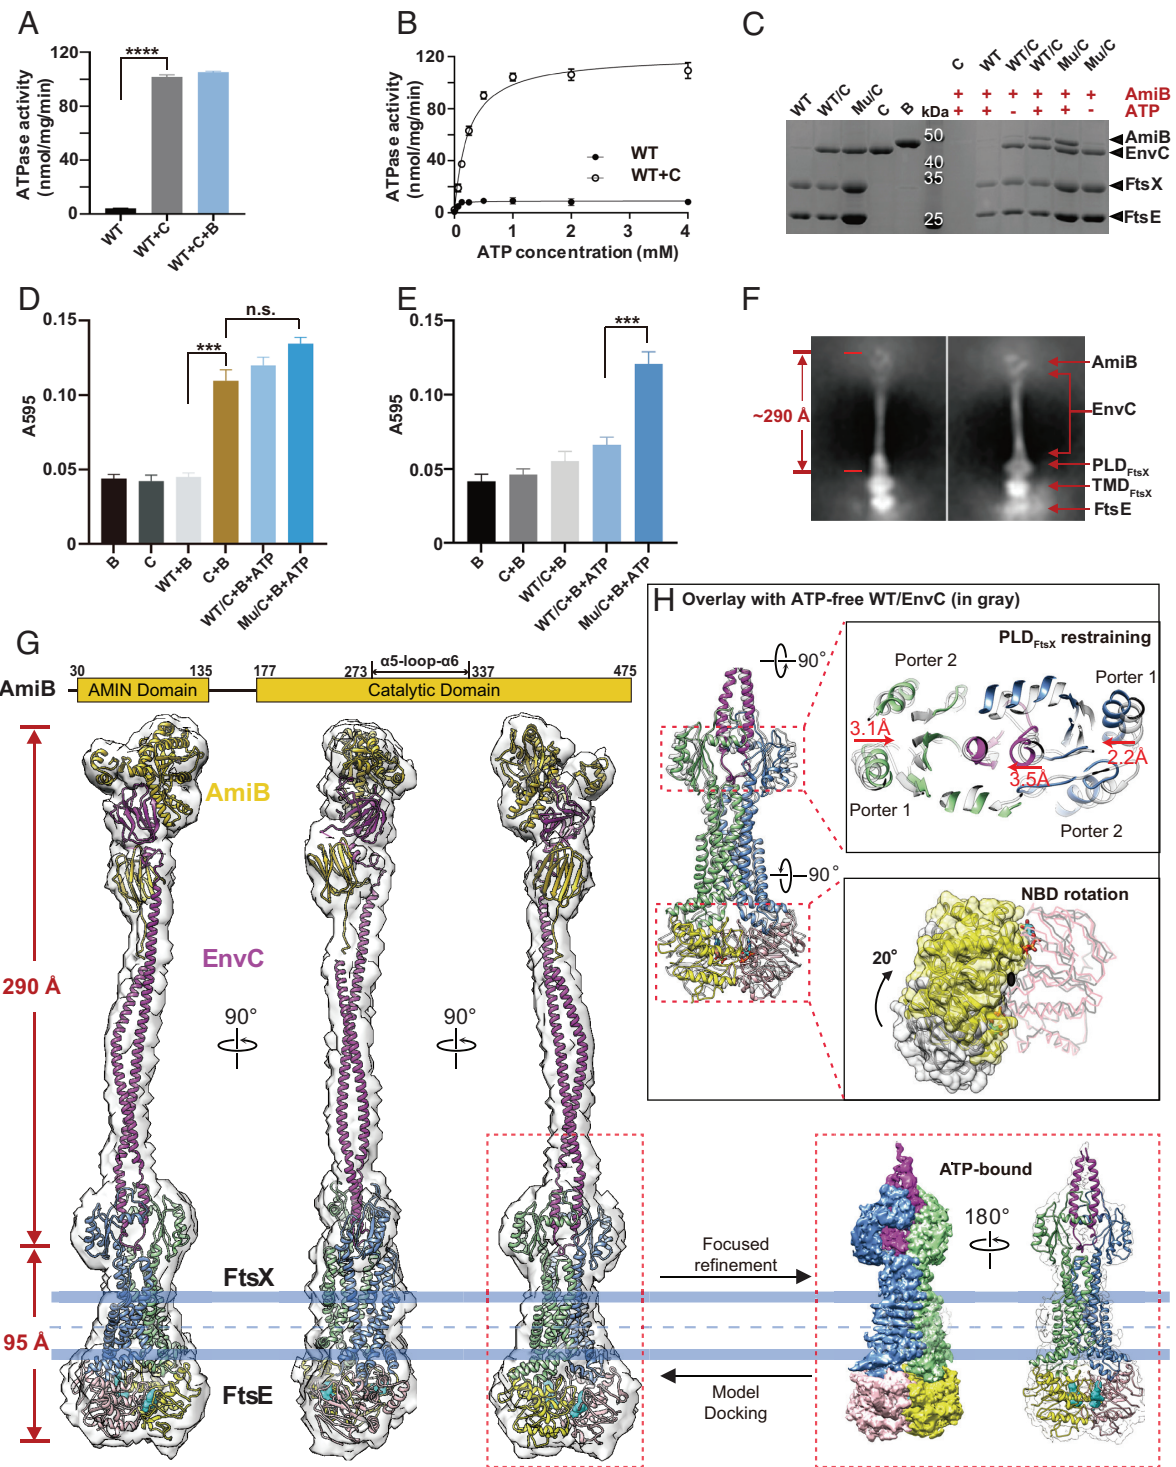 A
120
80
40
0
ATPase activity
(nmol/mg/min)
****
WT
WT+C
WT+C+B
B
120
80
40
0
ATPase activity
(nmol/mg/min)
WT
WT+C
0
1
2
3
4
ATP concentration (mM)
C
WT
WT/C
Mu/C
C
B
kDa
C
WT
WT/C
WT/C
Mu/C
Mu/C
+ + + + + + AmiB
+ + - + + - ATP
50
40
35
25
AmiB
EnvC
FtsX
FtsE
D
0.15
0.10
0.05
0
A595
***
n.s.
B
C
WT+B
C+B
WT/C+B+ATP
Mu/C+B+ATP
E
0.15
0.10
0.05
0
A595
***
B
C+B
WT/C+B
WT/C+B+ATP
Mu/C+B+ATP
F
~290 Å
AmiB
EnvC
PLDFtsX
TMDFtsX
FtsE
G
30
135
177
273
α5-loop-α6
337
475
AmiB
AMIN Domain
Catalytic Domain
AmiB
EnvC
290 Å
90°
90°
FtsX
95 Å
FtsE
Focused
refinement
Model
Docking
ATP-bound
180°
H Overlay with ATP-free WT/EnvC (in gray)
90°
90°
PLDFtsX restraining
Porter 2
Porter 1
3.1Å
2.2Å
3.5Å
Porter 1
Porter 2
NBD rotation
20°